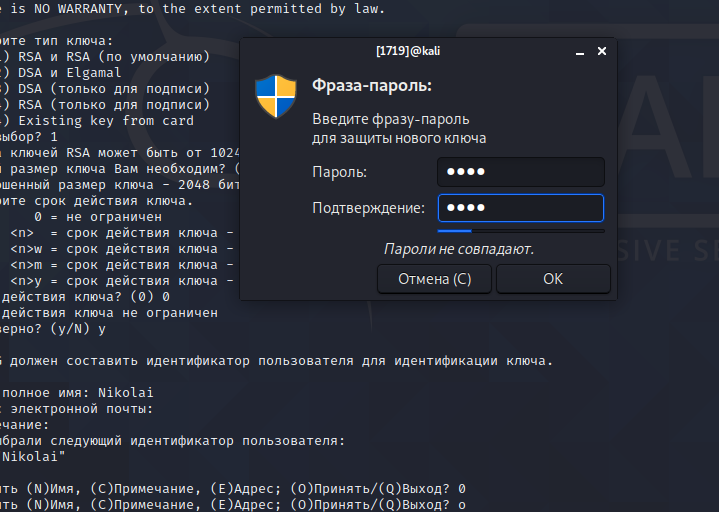 e is NO WARRANTY, to the extent permitted by law.
рите тип ключа:
) RSA и RSA (по умолчанию)
) DSA и Elgamal
) DSA (только для подписи)
) RSA (только для подписи)
) Existing key from card
выбор? 1
а ключей RSA может быть от 1024
размер ключа Вам необходим? (
ошенный размер ключа - 2048 бит
рите срок действия ключа.
0 = не ограничен
<n> = срок действия ключа -
<n>w = срок действия ключа -
<n>m = срок действия ключа -
<n>y = срок действия ключа -
действия ключа? (0) 0
действия ключа не ограничен
верно? (y/N) y
G должен составить идентификатор пользователя для идентификации ключа.
полное имя: Nikolai
с электронной почты:
ечание:
ыбрали следующий идентификатор пользователя:
Nikolai"
ить (N)Имя, (C)Примечание, (E)Адрес; (O)Принять/(Q)Выход? 0
ить (N)Имя, (C)Примечание, (E)Адрес; (O)Принять/(Q)Выход? o
[1719]@kali
Фраза-пароль:
Введите фразу-пароль
для защиты нового ключа
Пароль:
Подтверждение:
Пароли не совпадают.
Отмена (C)
OK
SIVE SE